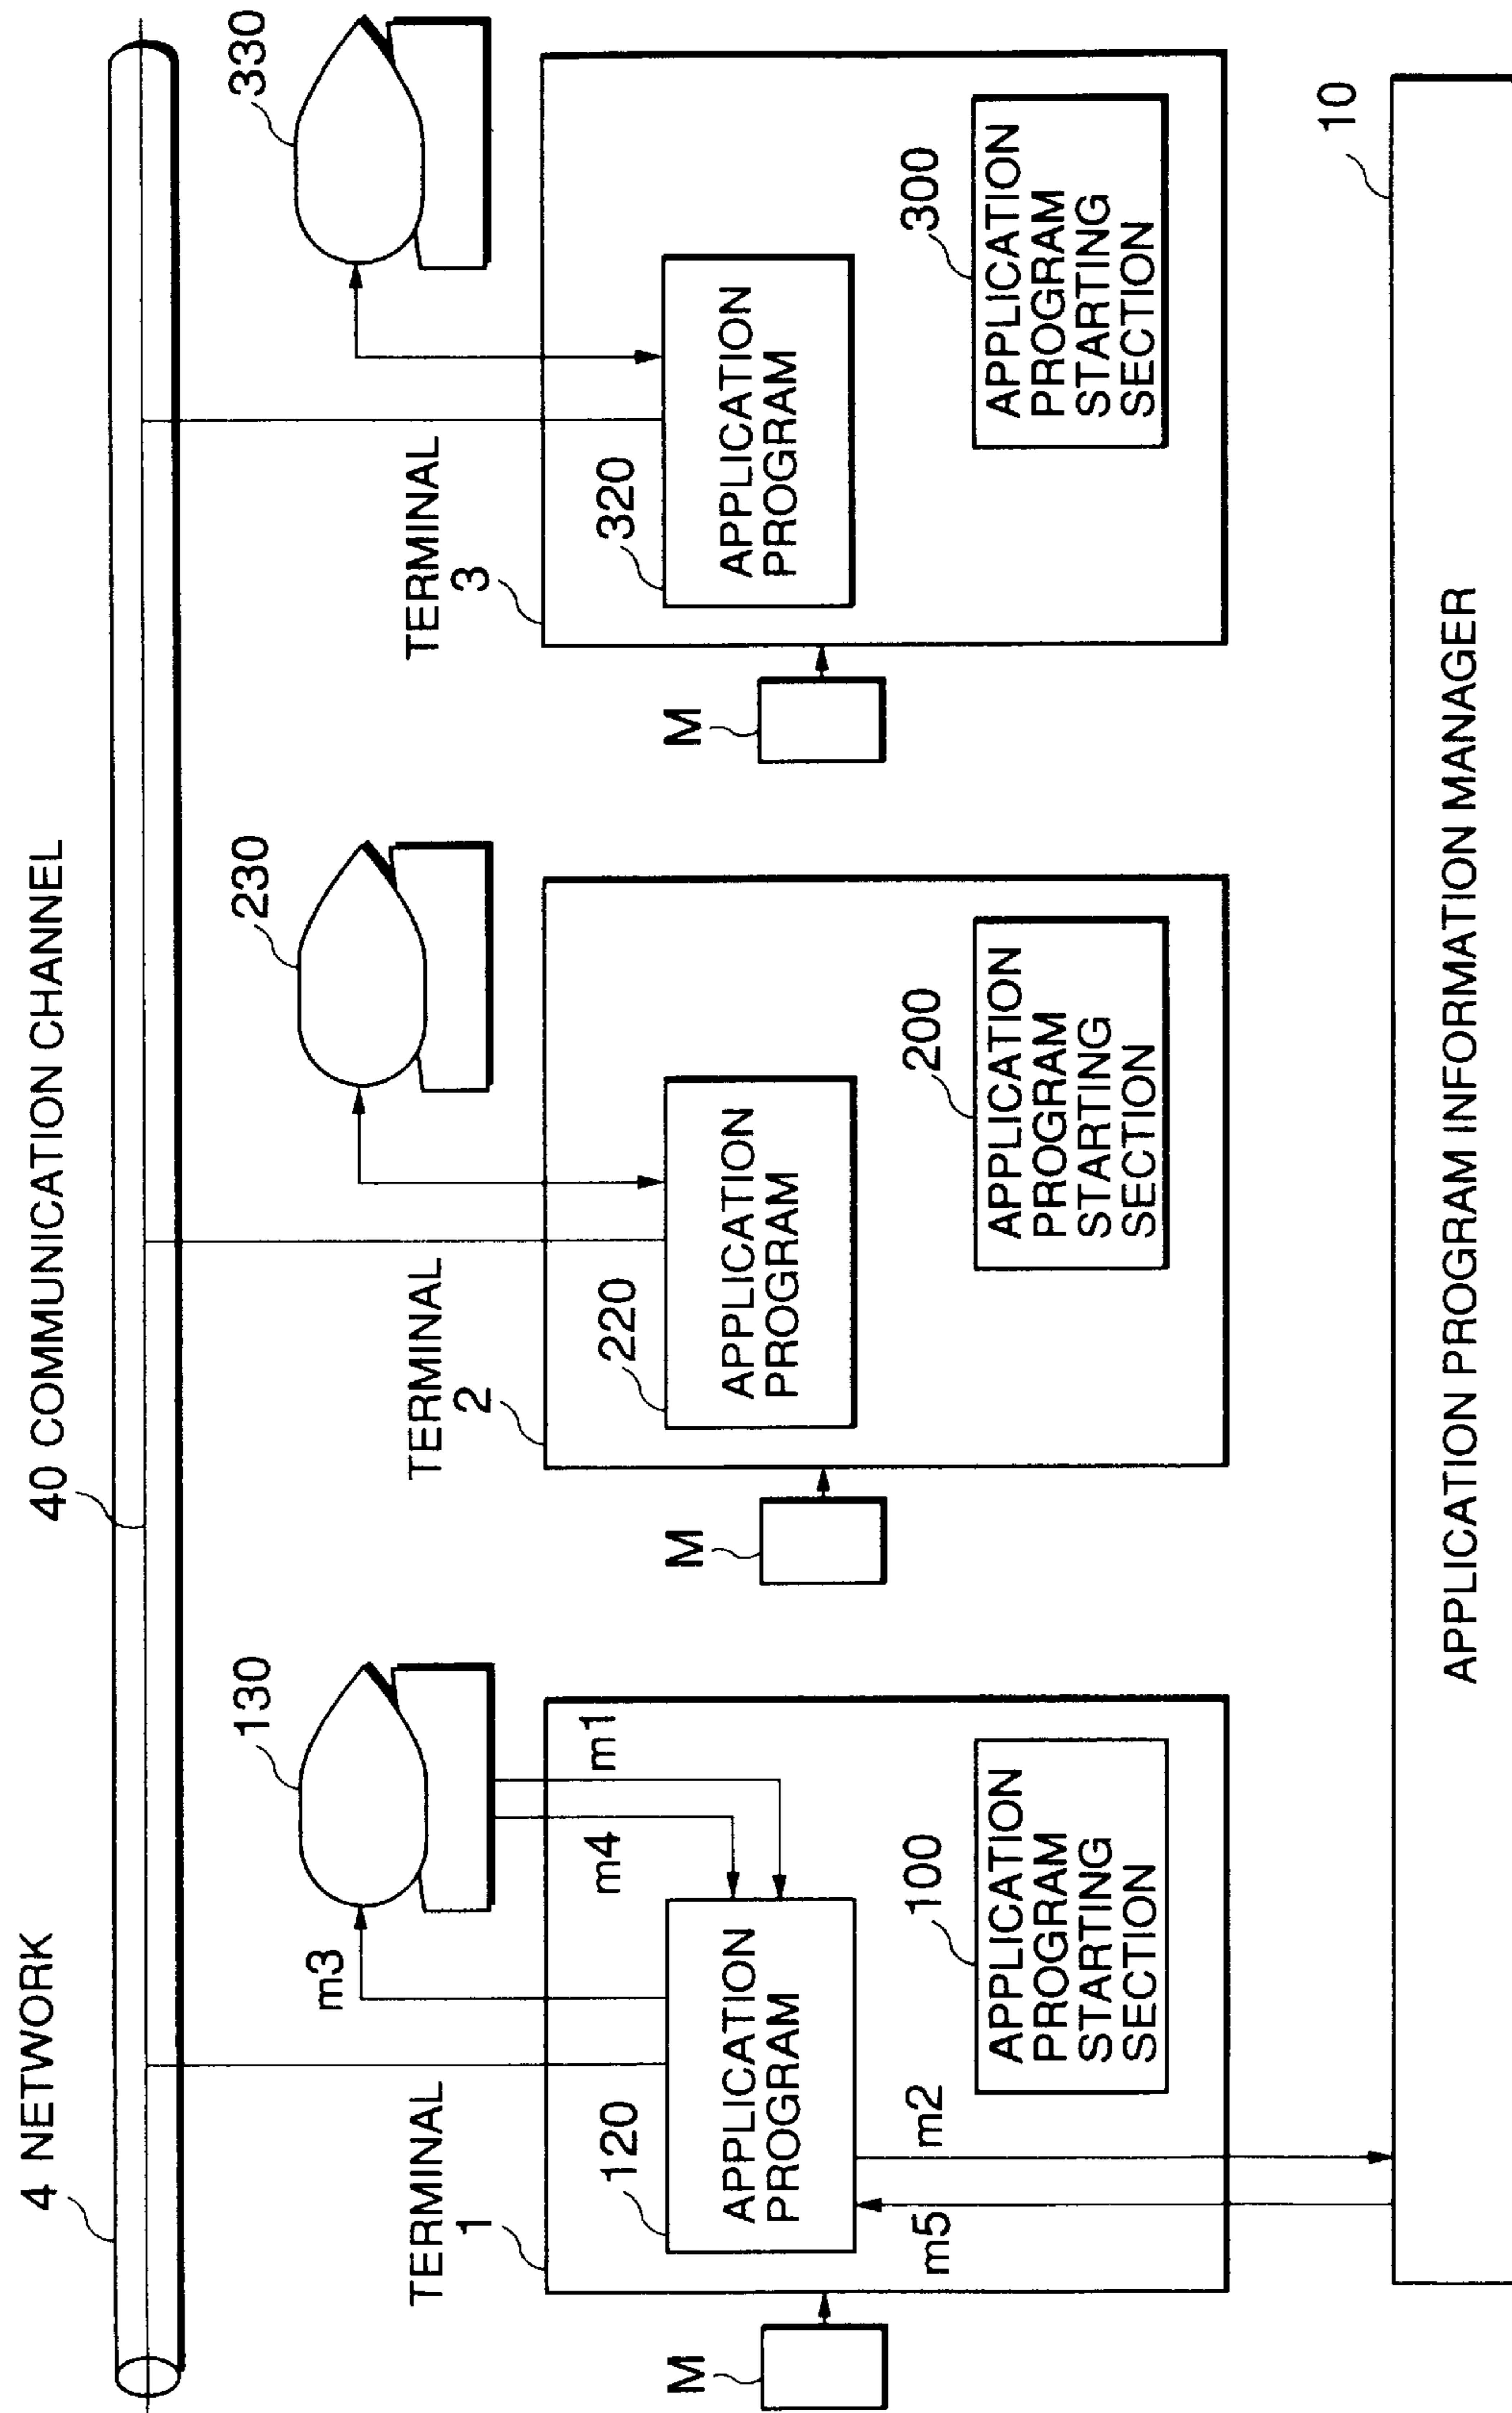 4 NETWORK
40 COMMUNICATION CHANNEL
130
230
330
m3
m1
m4
TERMINAL
1
TERMINAL
2
TERMINAL
3
120
APPLICATION
PROGRAM
220
APPLICATION
PROGRAM
320
APPLICATION
PROGRAM
M
M
M
m5
m2
100
APPLICATION
PROGRAM
STARTING
SECTION
200
APPLICATION
PROGRAM
STARTING
SECTION
300
APPLICATION
PROGRAM
STARTING
SECTION
10
APPLICATION PROGRAM INFORMATION MANAGER